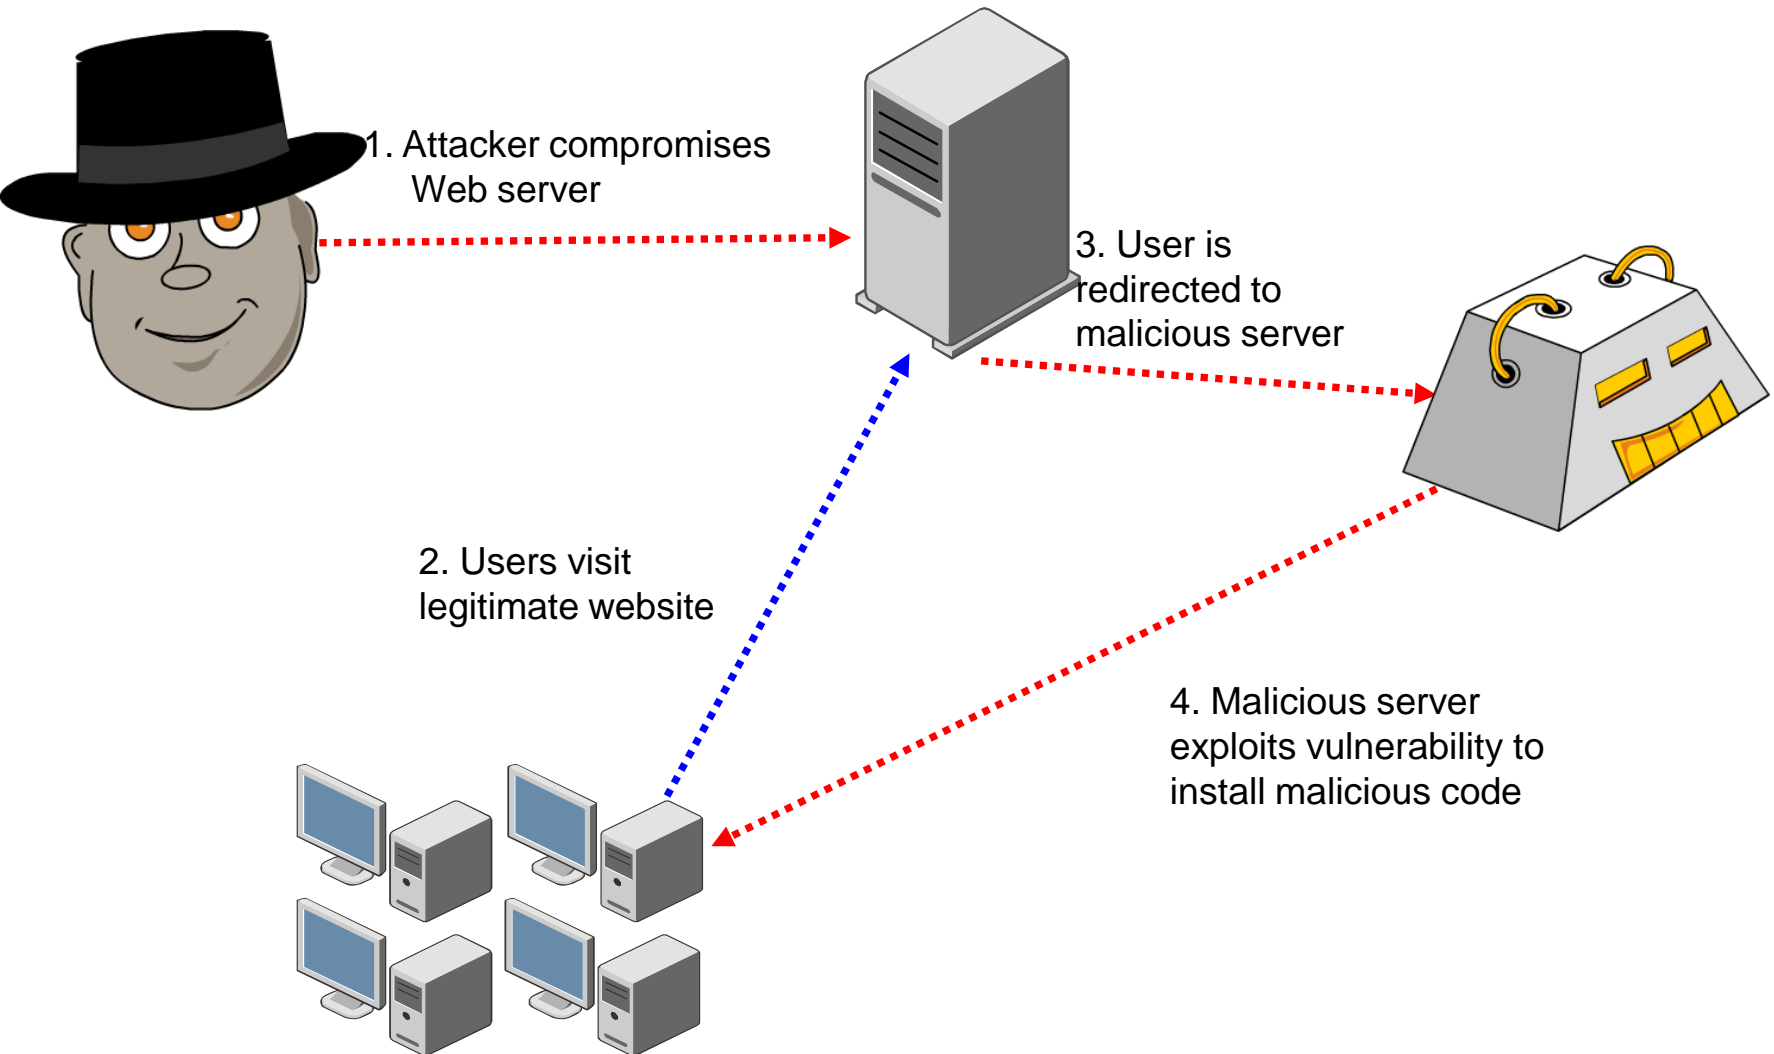 1. Attacker compromises
Web server
2. Users visit
legitimate website
3. User is
redirected to
malicious server
4. Malicious server
exploits vulnerability to
install malicious code